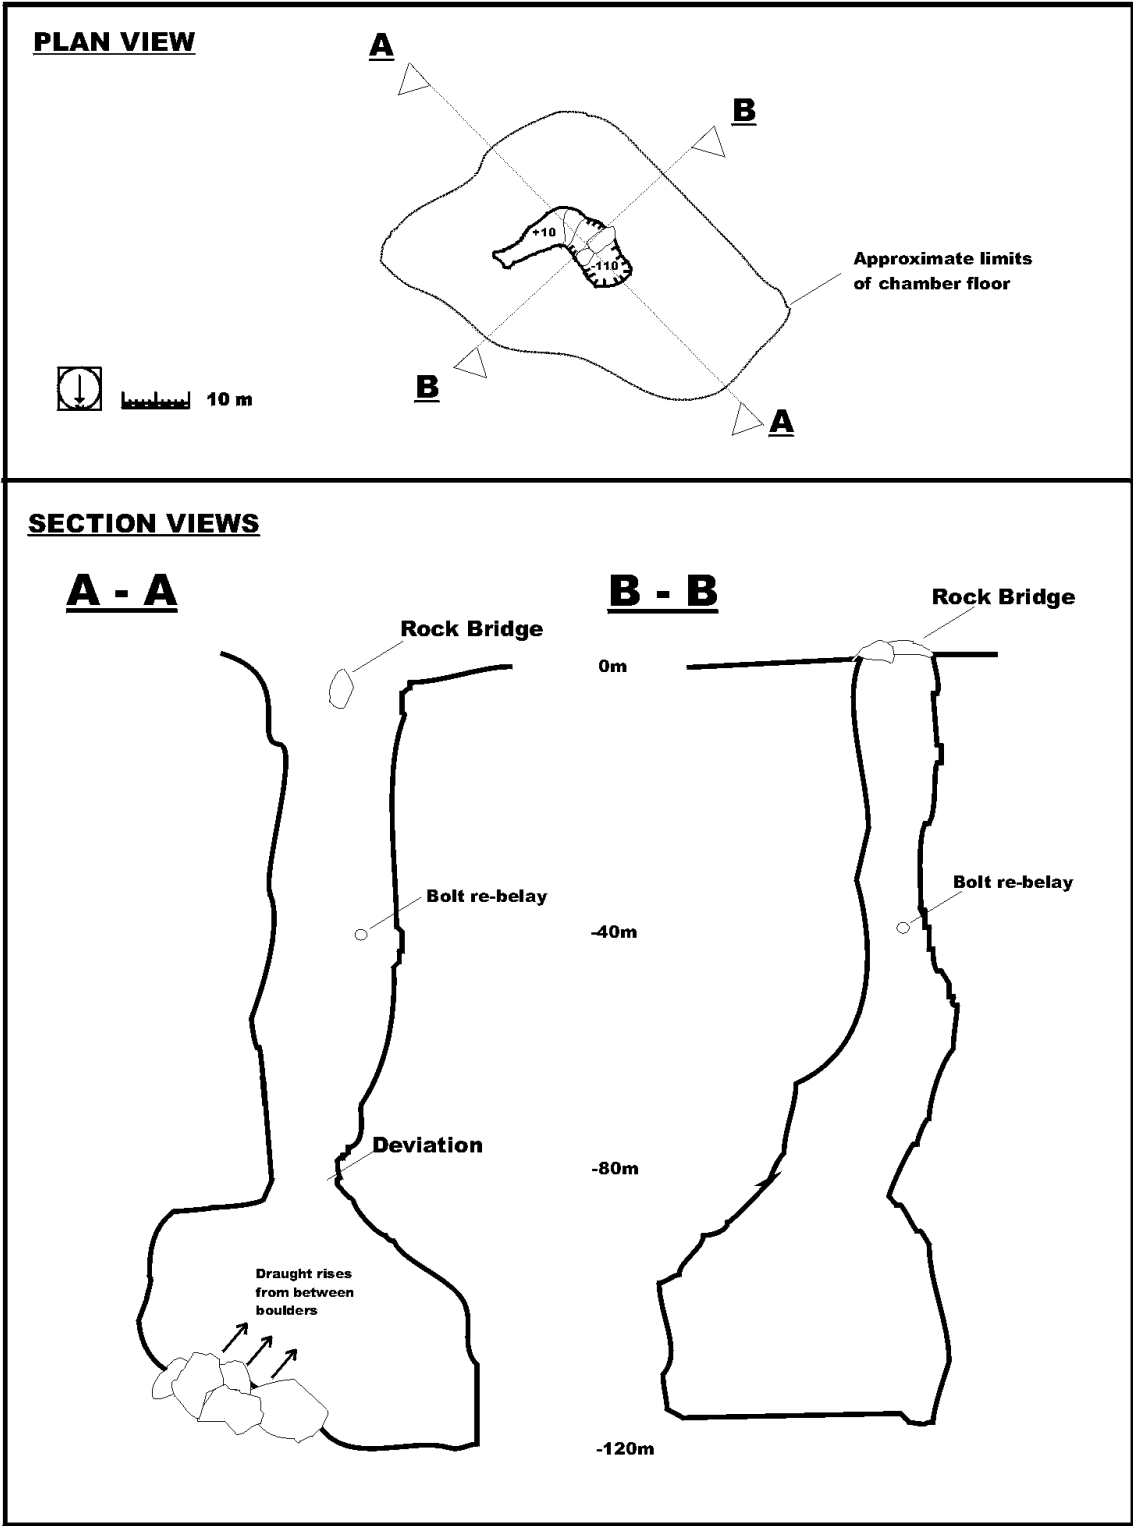 PLAN VIEW
A
B
+10
-110
Approximate limits
of chamber floor
B
10 m
A
SECTION VIEWS
A - A
B - B
Rock Bridge
Rock Bridge
0m
Bolt re-belay
Bolt re-belay
-40m
Deviation
-80m
Draught rises
from between
boulders
-120m